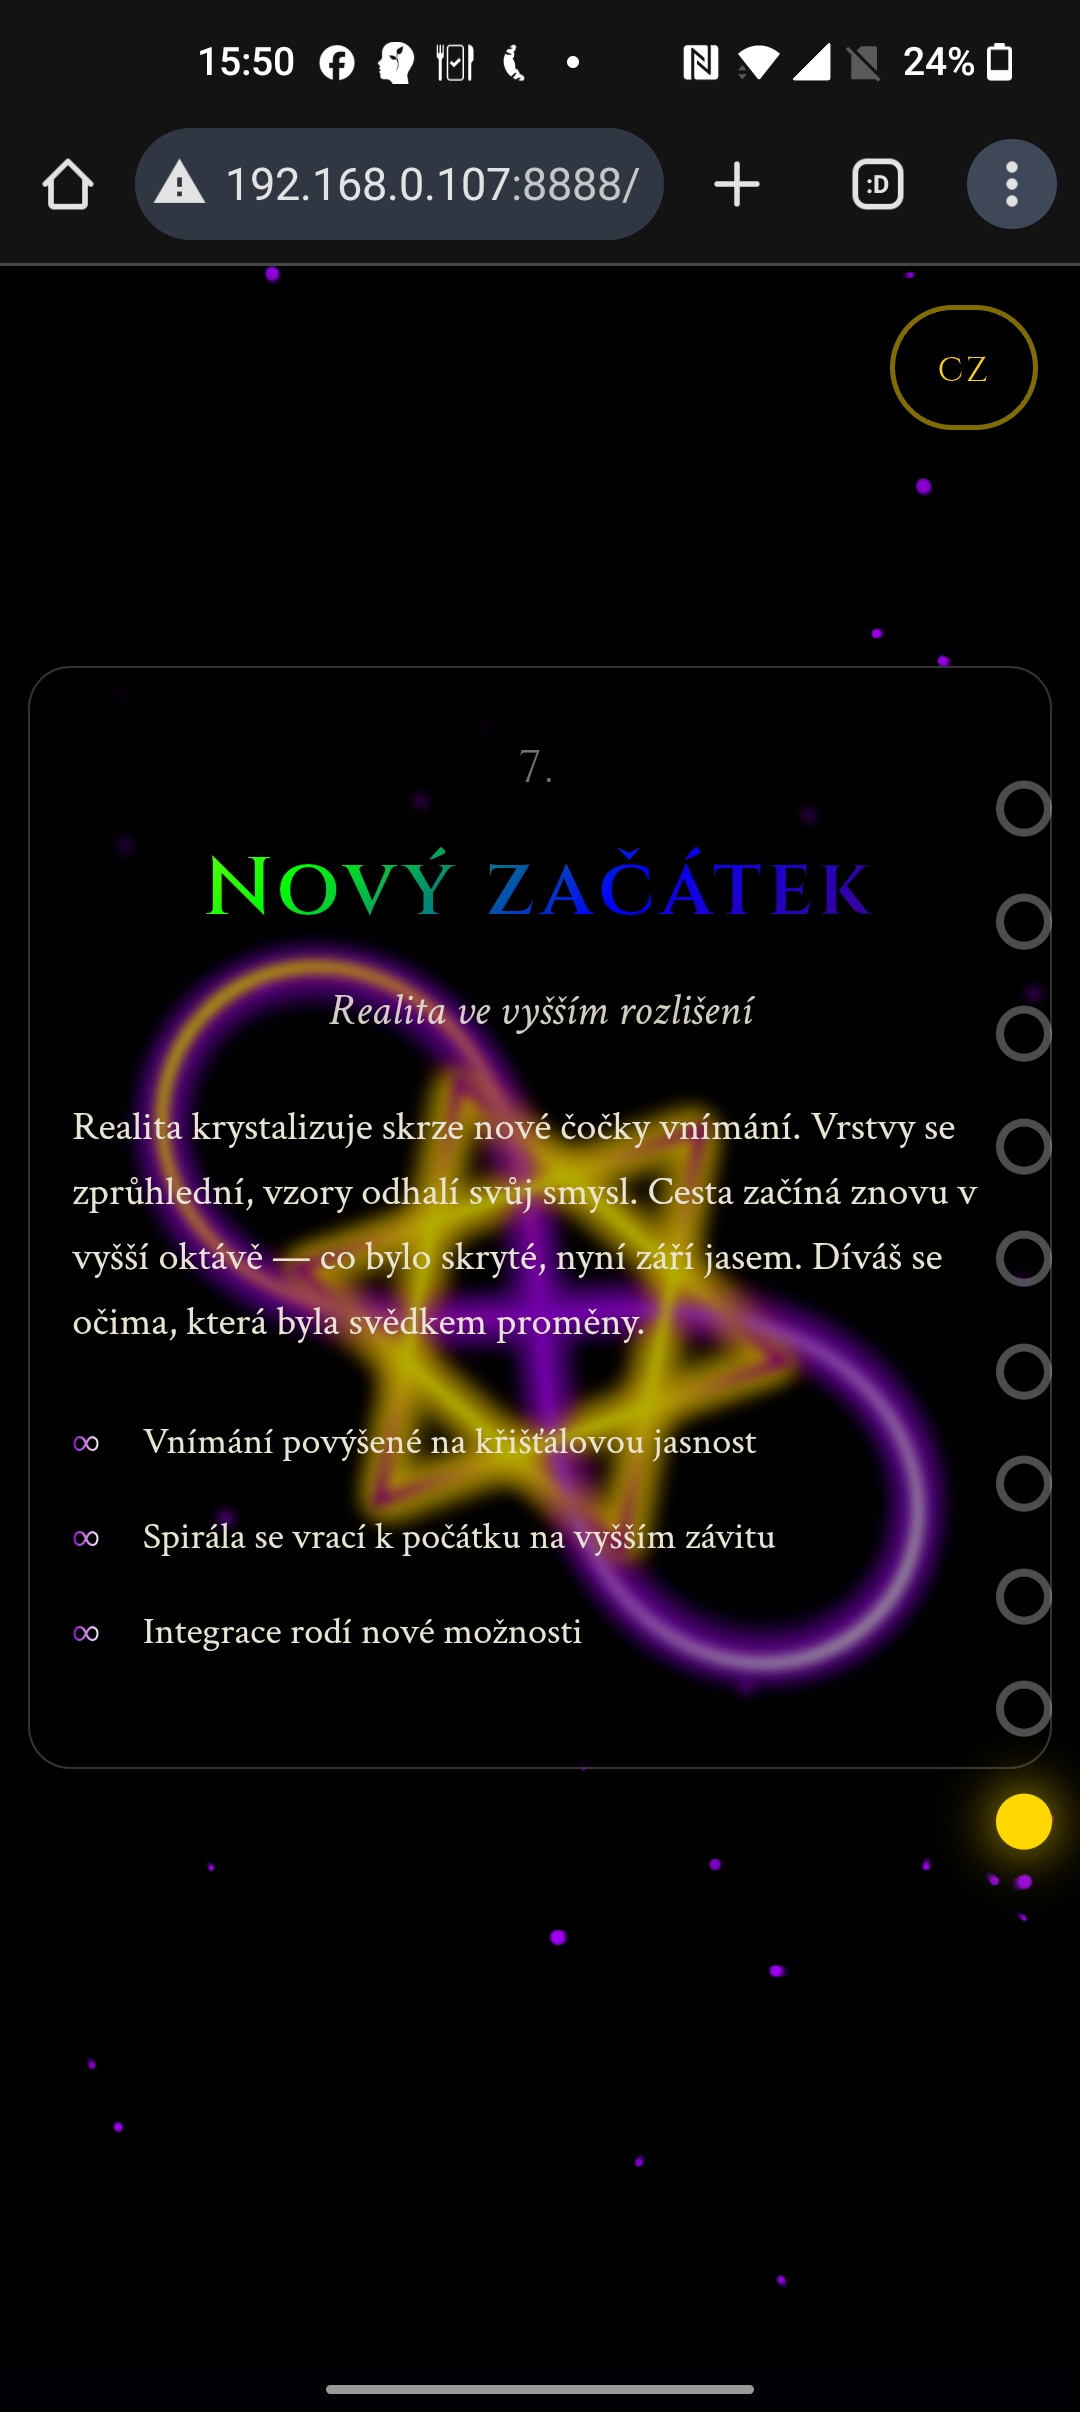 15:50
24%
192.168.0.107:8888/
:D
CZ
7.
Nový začátek
Realita ve vyšším rozlišení
Realita krystalizuje skrze nové čočky vnímání. Vrstvy se
zprůhlední, vzory odhalí svůj smysl. Cesta začíná znovu v
vyšší oktávě — co bylo skryté, nyní září jasem. Díváš se
očima, která byla svědkem proměny.
∞ Vnímání povýšené na křišťálovou jasnost
∞ Spirála se vrací k počátku na vyšším závitu
∞ Integrace rodí nové možnosti